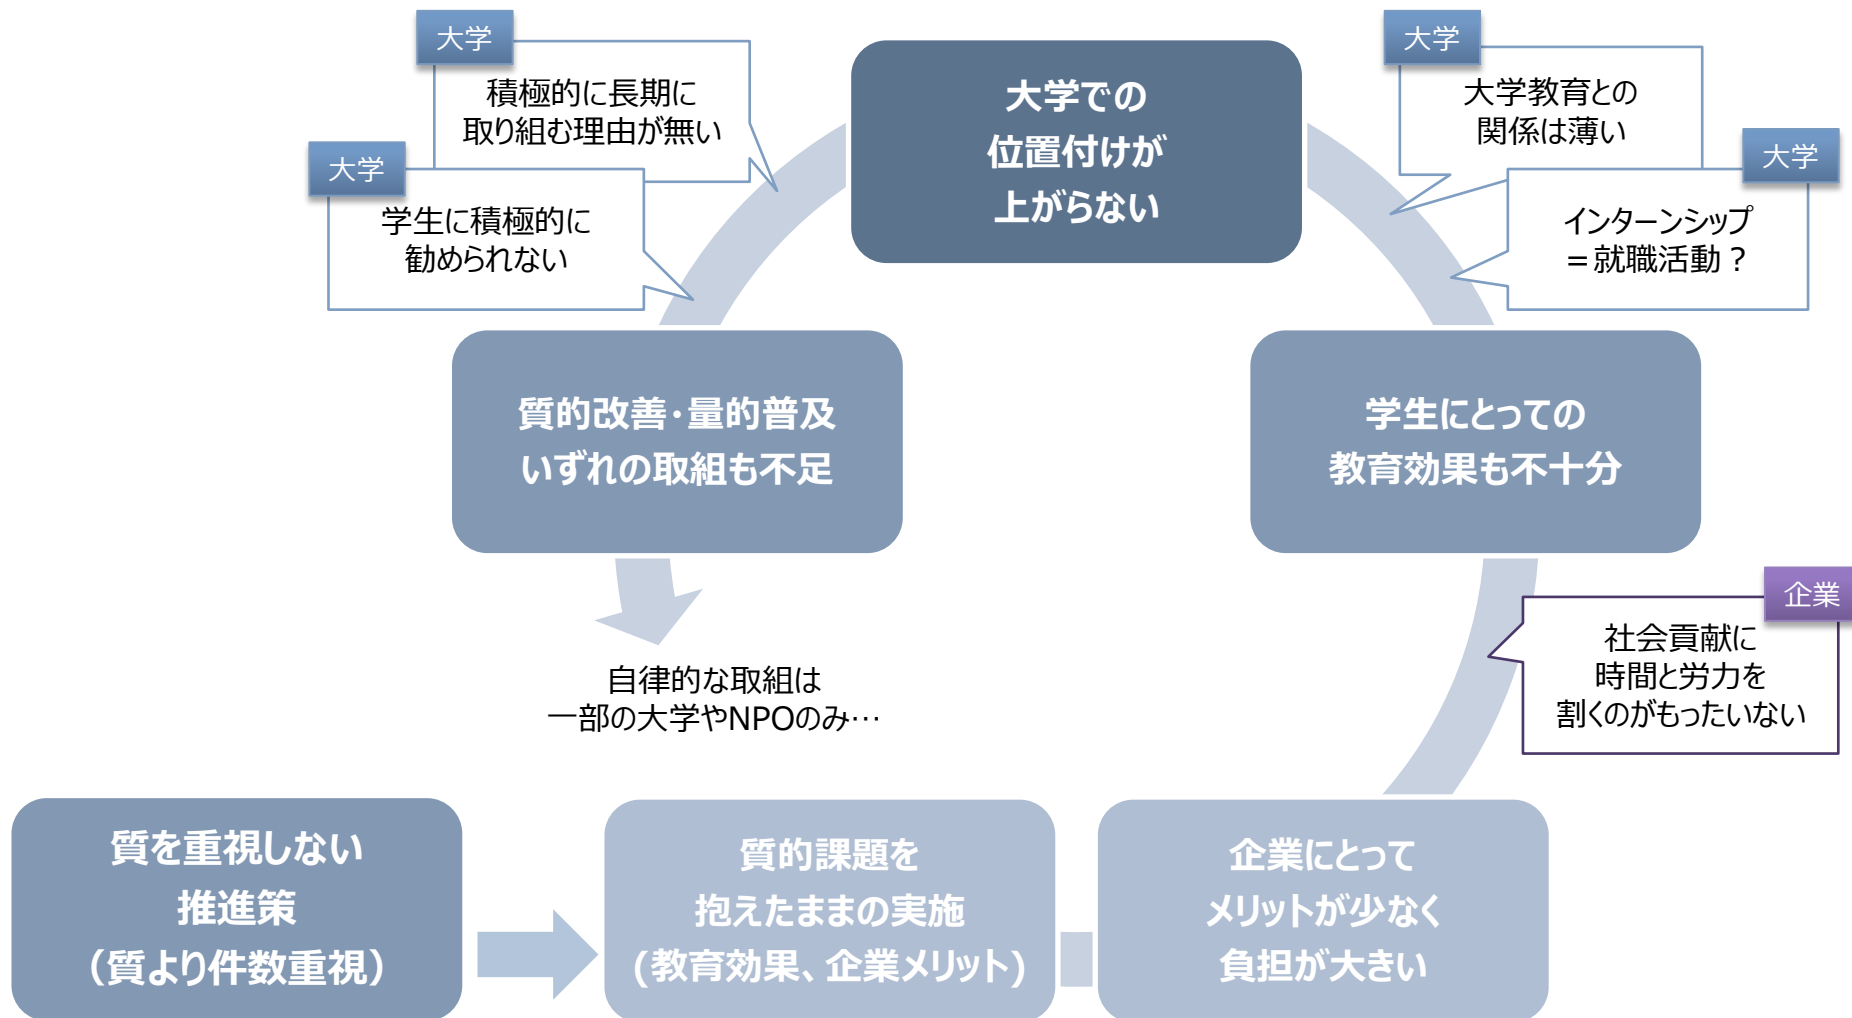 大学
積極的に長期に
取り組む理由が無い
大学
学生に積極的に
勧められない
大学での
位置付けが
上がらない
大学
大学教育との
関係は薄い
大学
インターンシップ
=就職活動？
質的改善・量的普及
いずれの取組も不足
学生にとっての
教育効果も不十分
企業
社会貢献に
時間と労力を
割くのがもったいない
自律的な取組は
一部の大学やNPOのみ…
質を重視しない
推進策
（質より件数重視）
質的課題を
抱えたままの実施
(教育効果、企業メリット)
企業にとって
メリットが少なく
負担が大きい